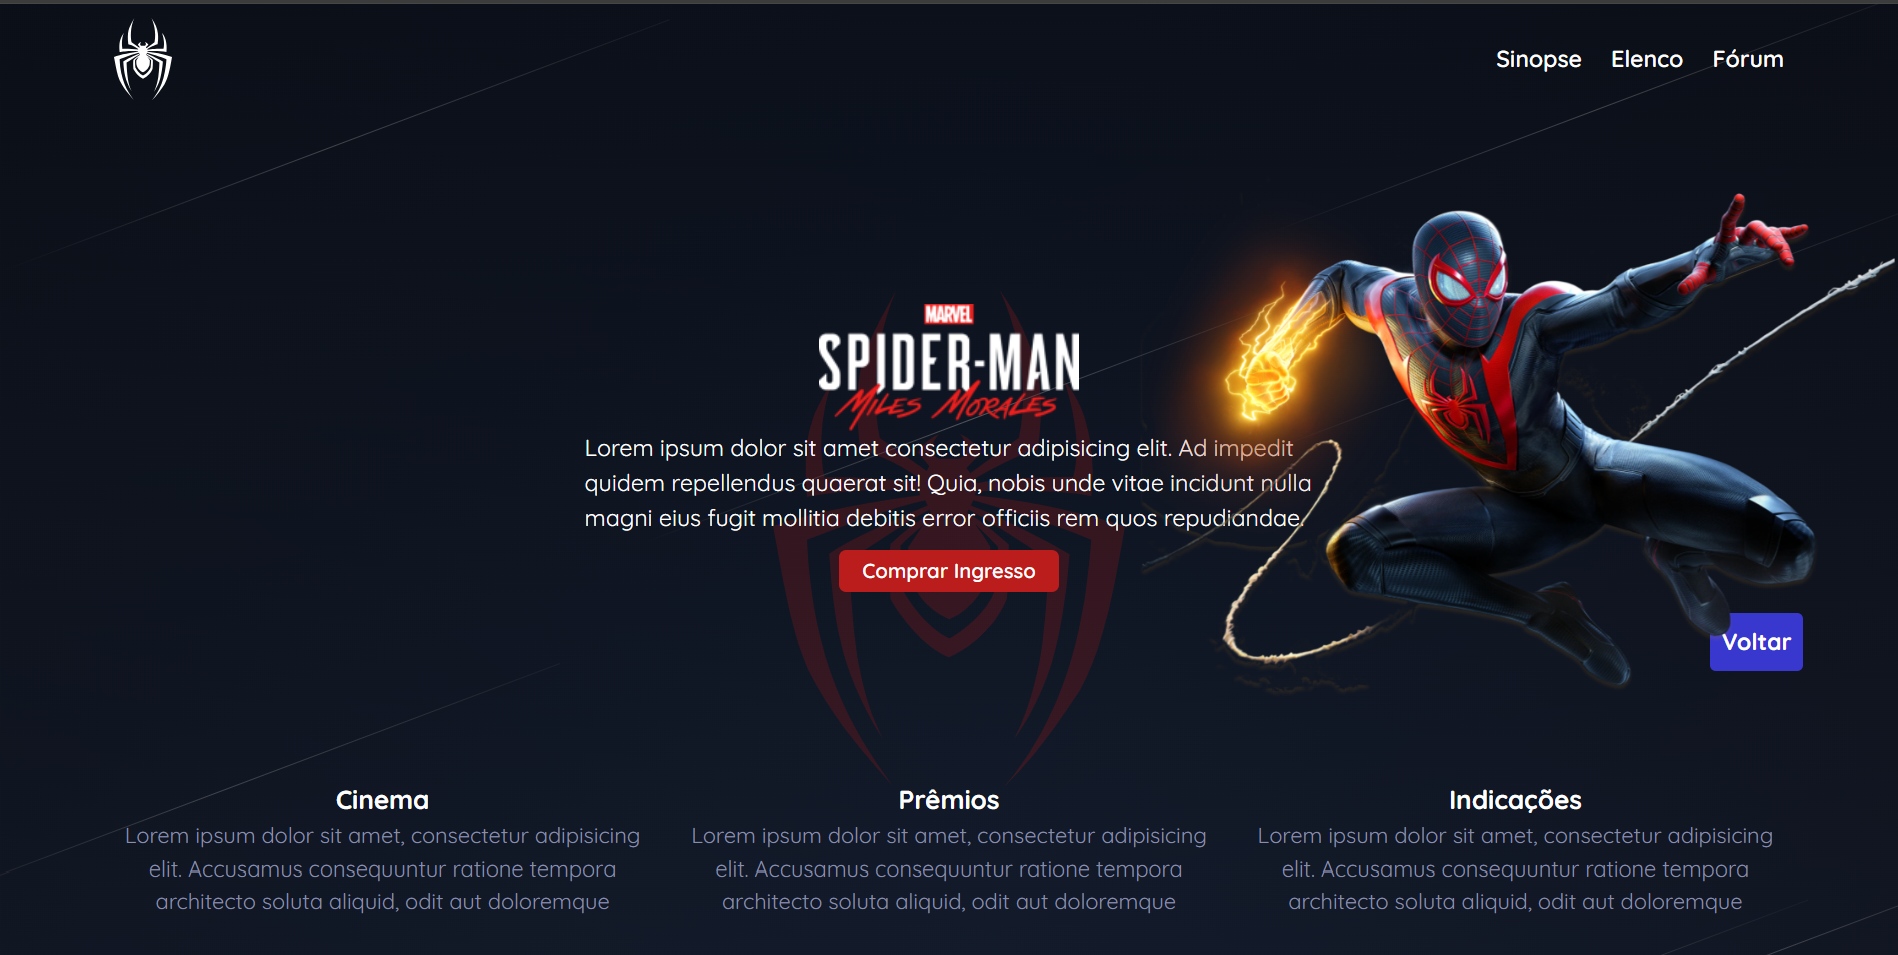 Sinopse Elenco Fórum
MARVEL
SPIDER-MAN
MILES MORALES
Lorem ipsum dolor sit amet consectetur adipisicing elit. Ad impedit
quidem repellendus quaerat sit! Quia, nobis unde vitae incidunt nulla
magni eius fugit mollitia debitis error officiis rem quos repudiandae.
Comprar Ingresso
Voltar
Cinema
Lorem ipsum dolor sit amet, consectetur adipisicing
elit. Accusamus consequuntur ratione tempora
architecto soluta aliquid, odit aut doloremque
Prêmios
Lorem ipsum dolor sit amet, consectetur adipisicing
elit. Accusamus consequuntur ratione tempora
architecto soluta aliquid, odit aut doloremque
Indicações
Lorem ipsum dolor sit amet, consectetur adipisicing
elit. Accusamus consequuntur ratione tempora
architecto soluta aliquid, odit aut doloremque